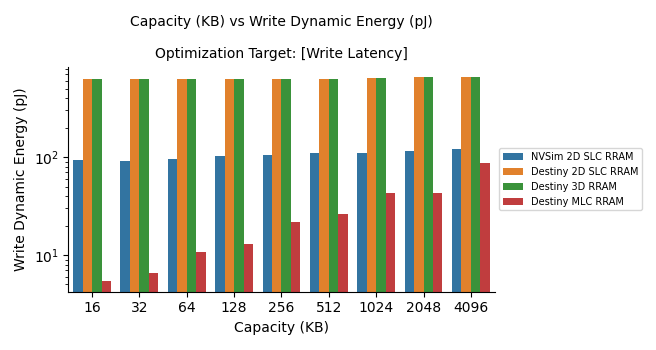 Capacity (KB) vs Write Dynamic Energy (pJ)
Optimization Target: [Write Latency]
Write Dynamic Energy (pJ)
10²
10¹
NVSim 2D SLC RRAM
Destiny 2D SLC RRAM
Destiny 3D RRAM
Destiny MLC RRAM
16 32 64 128 256 512 1024 2048 4096
Capacity (KB)